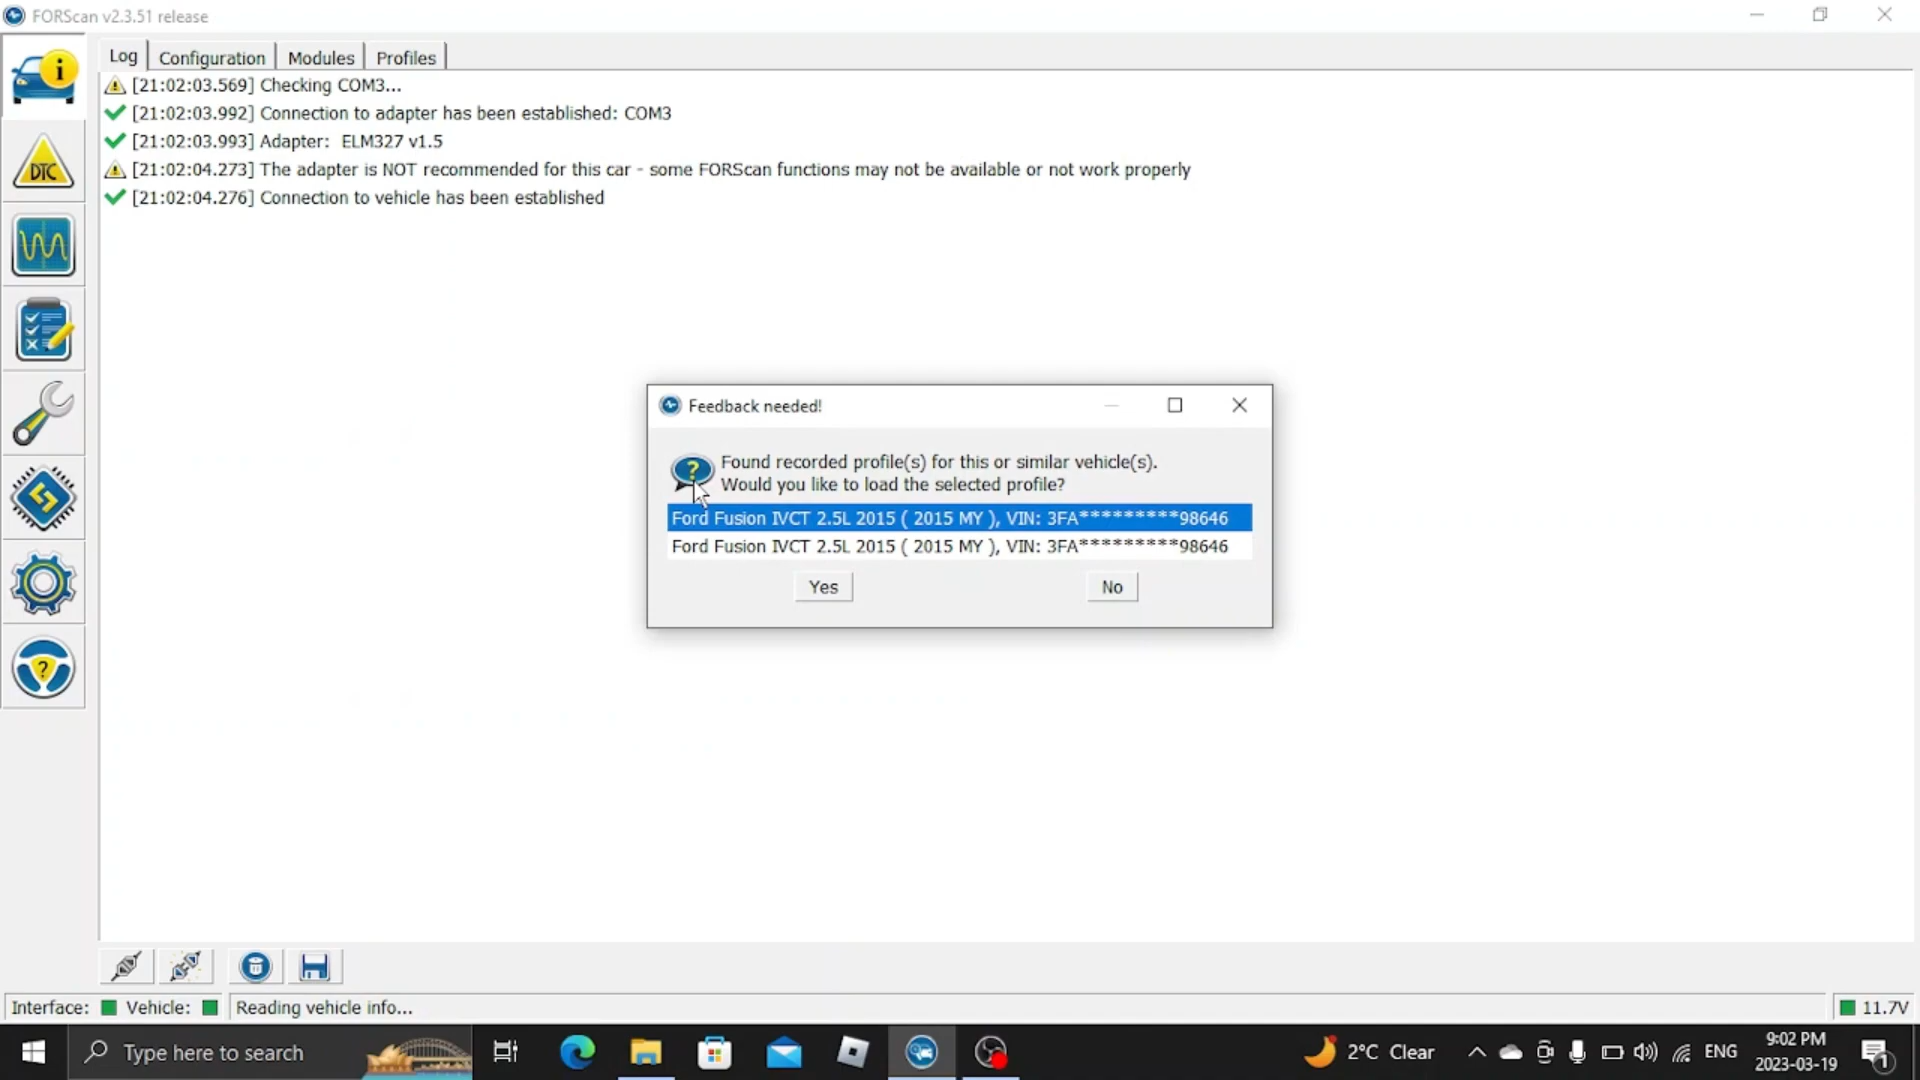 FORScan v2.3.51 release
Log
Configuration
Modules
Profiles
[21:02:03.569] Checking COM3...
[21:02:03.992] Connection to adapter has been established: COM3
[21:02:03.993] Adapter: ELM327 v1.5
[21:02:04.273] The adapter is NOT recommended for this car - some FORScan functions may not be available or not work properly
[21:02:04.276] Connection to vehicle has been established
DTC
Feedback needed!
Found recorded profile(s) for this or similar vehicle(s).
Would you like to load the selected profile?
Ford Fusion IVCT 2.5L 2015 ( 2015 MY ), VIN: 3FA*********98646
Ford Fusion IVCT 2.5L 2015 ( 2015 MY ), VIN: 3FA*********98646
Yes
No
Interface:
Vehicle:
Reading vehicle info...
11.7V
Type here to search
2°C Clear
ENG
9:02 PM
2023-03-19
1